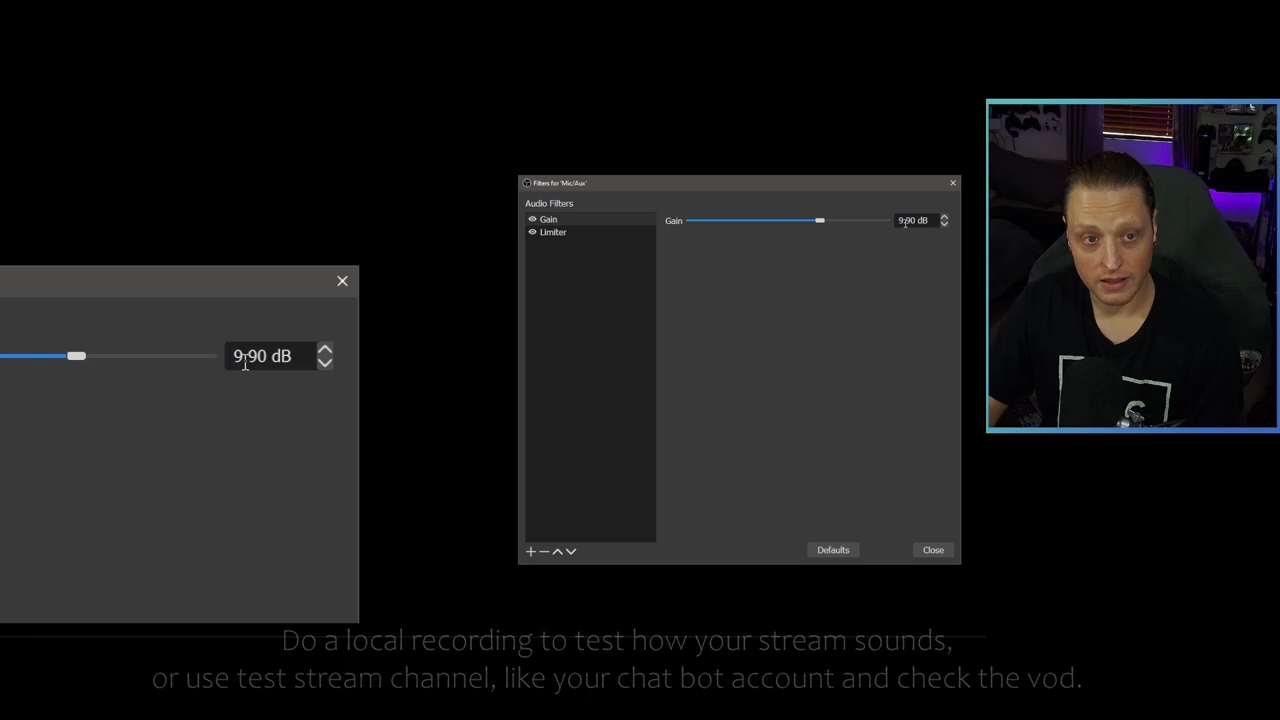 Filters for 'Mic/Aux'
Audio Filters
Gain
Limiter
Gain
9.90 dB
Defaults
Close
9.90 dB
Do a local recording to test how your stream sounds,
or use test stream channel, like your chat bot account and check the vod.